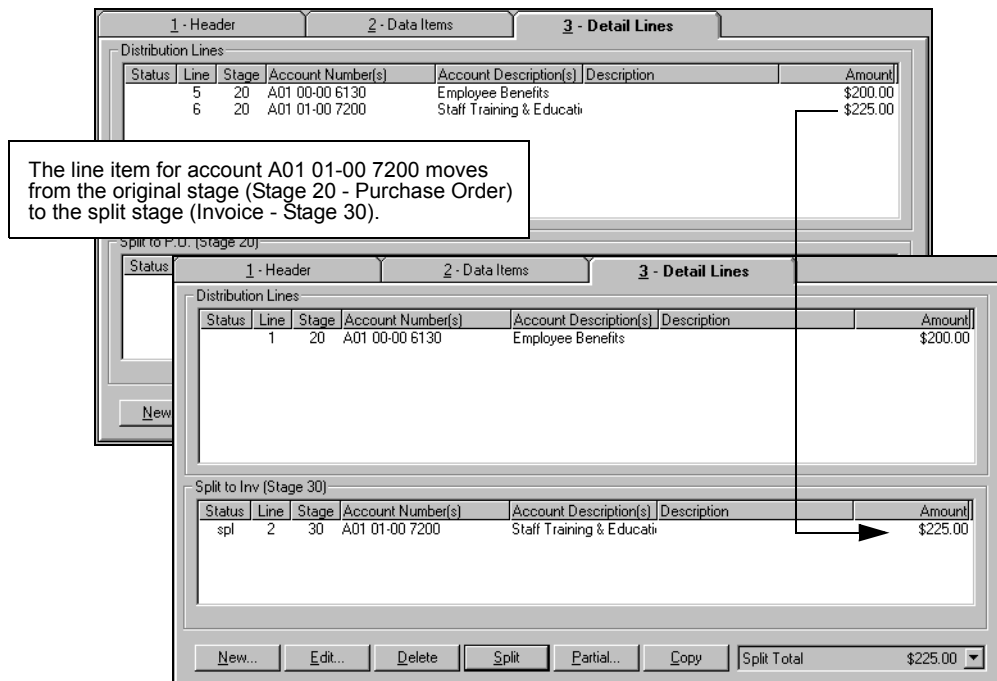 1 - Header 2 - Data Items 3 - Detail Lines
Distribution Lines
Status Line Stage Account Number(s) Account Description(s) Description Amount
5 20 A01 00-00 6130 Employee Benefits $200.00
6 20 A01 01-00 7200 Staff Training & Educati $225.00
The line item for account A01 01-00 7200 moves
from the original stage (Stage 20 - Purchase Order)
to the split stage (Invoice - Stage 30).
Split to P.O. (Stage 20)
Status
New
1 - Header 2 - Data Items 3 - Detail Lines
Distribution Lines
Status Line Stage Account Number(s) Account Description(s) Description Amount
1 20 A01 00-00 6130 Employee Benefits $200.00
Split to Inv (Stage 30)
Status Line Stage Account Number(s) Account Description(s) Description Amount
spl 2 30 A01 01-00 7200 Staff Training & Educati $225.00
New... Edit... Delete Split Partial... Copy Split Total $225.00